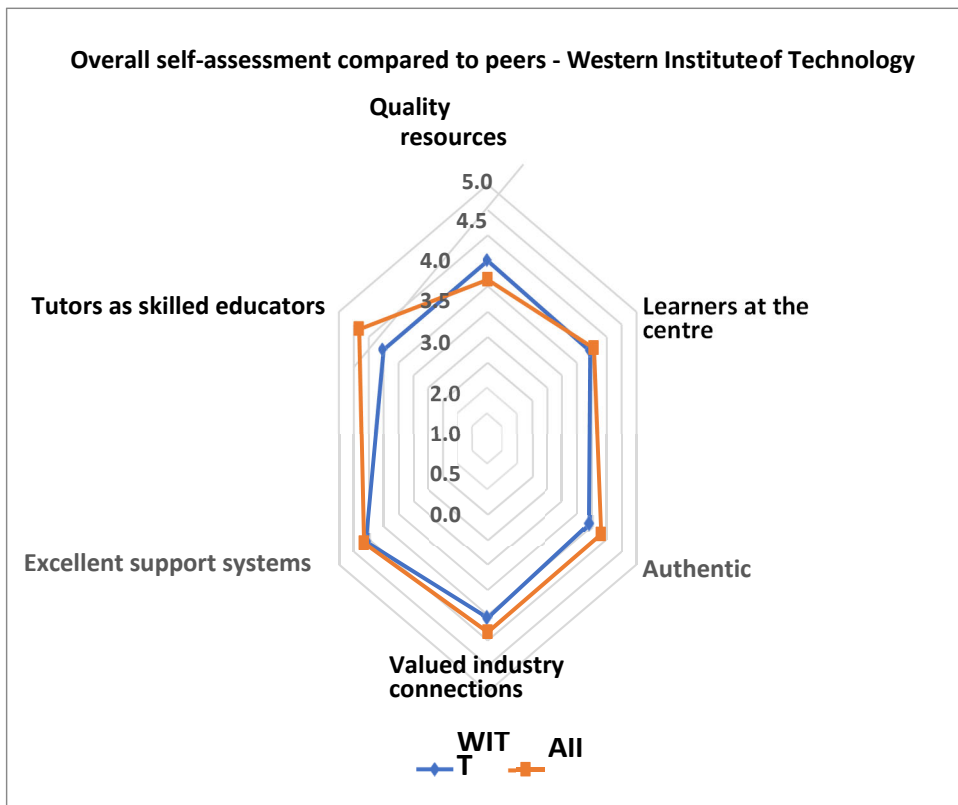 Overall self-assessment compared to peers - Western Institute of Technology
Quality
resources
5.0
4.5
4.0
3.5
3.0
2.0
1.0
0.5
0.0
Tutors as skilled educators
Learners at the
centre
Excellent support systems
Authentic
Valued industry
connections
WIT
T
All